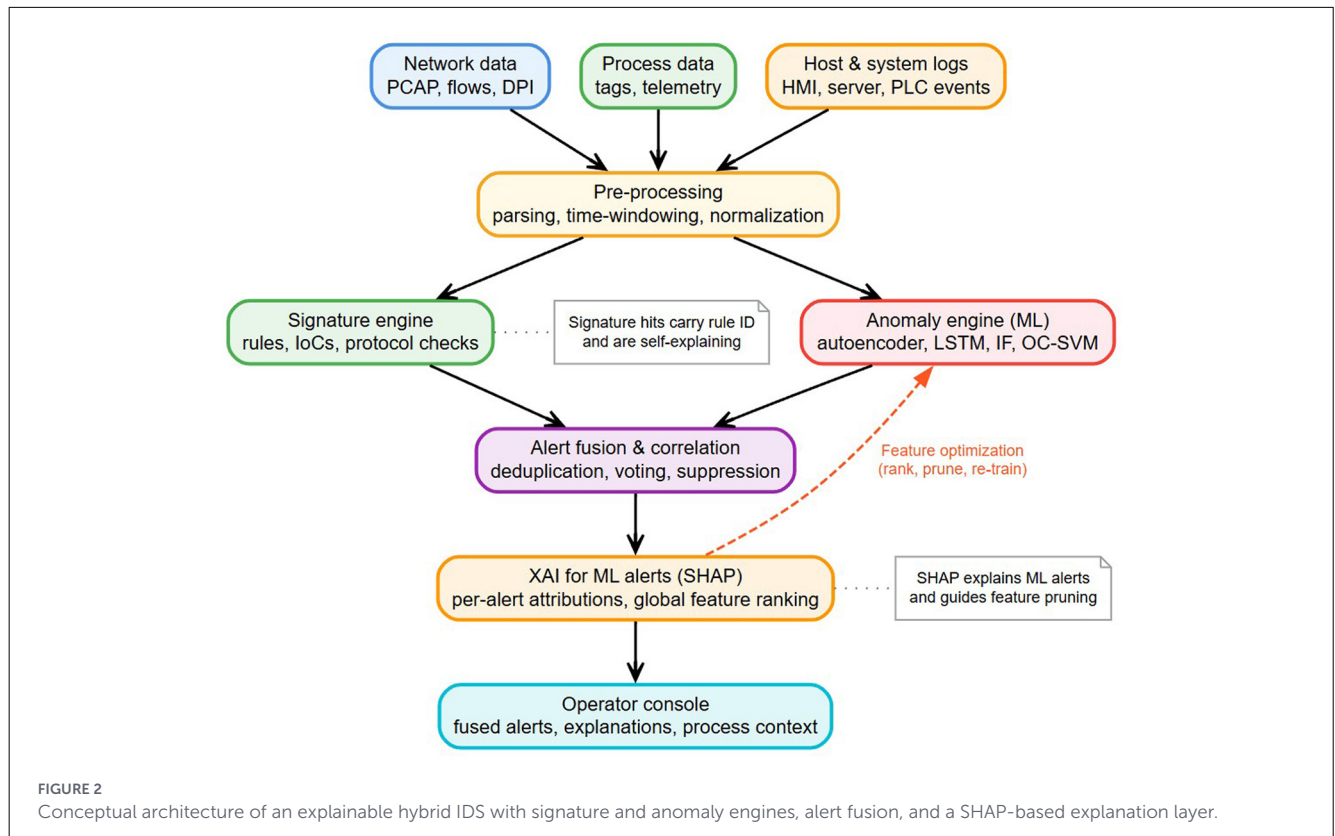 Network data
PCAP, flows, DPI
Process data
tags, telemetry
Host & system logs
HMI, server, PLC events
Pre-processing
parsing, time-windowing, normalization
Signature engine
rules, IoCs, protocol checks
Signature hits carry rule ID
and are self-explaining
Anomaly engine (ML)
autoencoder, LSTM, IF, OC-SVM
Alert fusion & correlation
deduplication, voting, suppression
Feature optimization
(rank, prune, re-train)
XAI for ML alerts (SHAP)
per-alert attributions, global feature ranking
SHAP explains ML alerts
and guides feature pruning
Operator console
fused alerts, explanations, process context
FIGURE 2
Conceptual architecture of an explainable hybrid IDS with signature and anomaly engines, alert fusion, and a SHAP-based explanation layer.